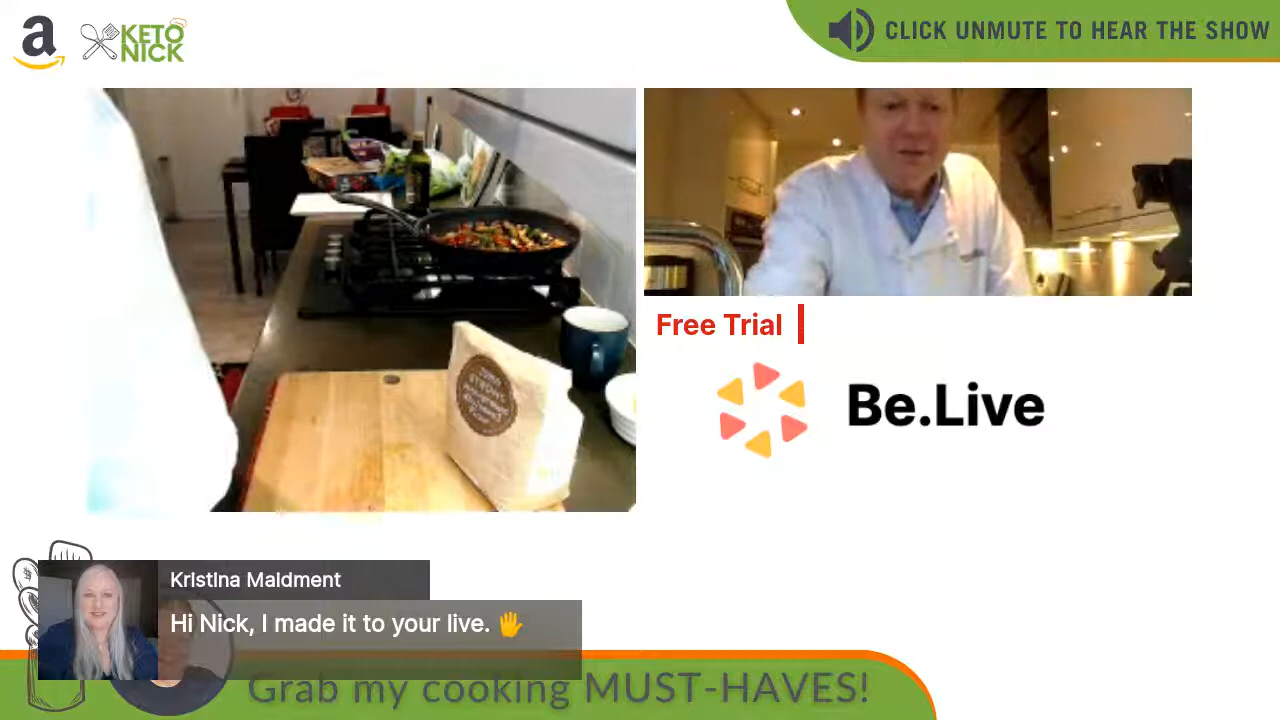 a
KETO
NICK
CLICK UNMUTE TO HEAR THE SHOW
Free Trial
Be.Live
Kristina Maidment
Hi Nick, I made it to your live. 🖐
Grab my cooking MUST-HAVES!